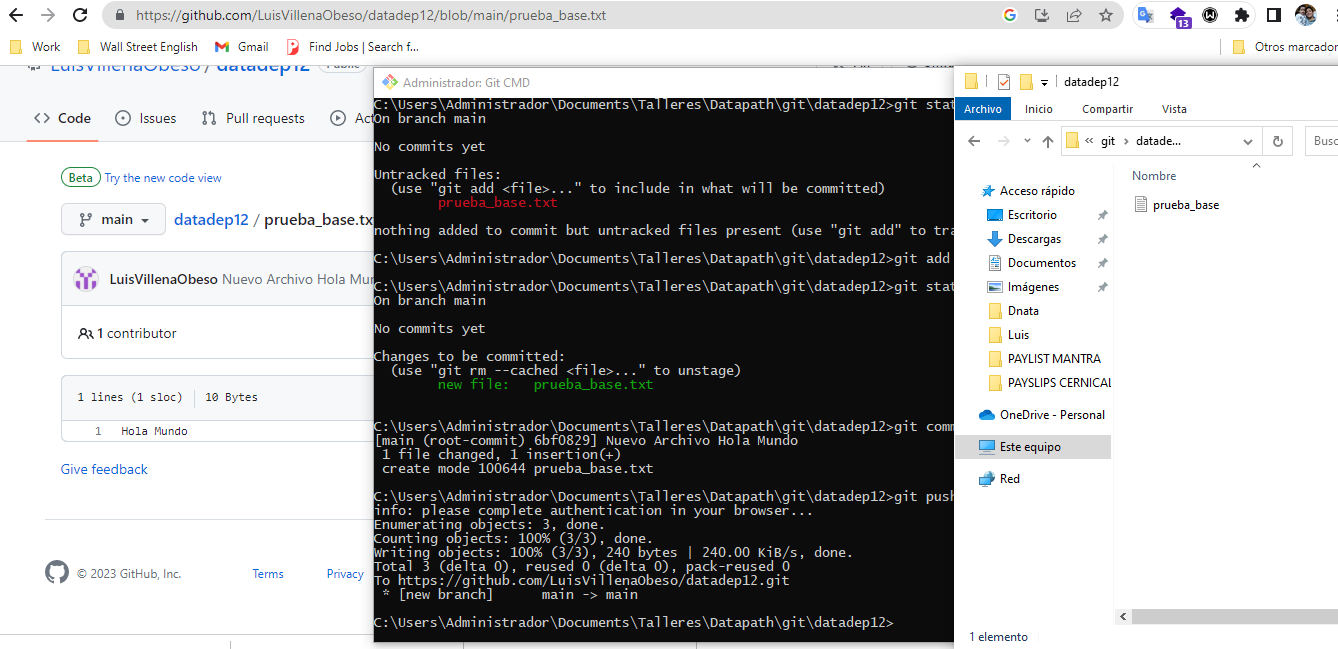 https://github.com/LuisVillenaObeso/datadep12/blob/main/prueba_base.txt
13
Work
Wall Street English
Gmail
Find Jobs | Search f...
Otros marcador
LuisVillenaObeso / datadep12
Public
Code
Issues
Pull requests
Act
Beta
Try the new code view
main
datadep12 / prueba_base.tx
LuisVillenaObeso Nuevo Archivo Hola Mun
1 contributor
1 lines (1 sloc)
10 Bytes
1
Hola Mundo
Give feedback
© 2023 GitHub, Inc.
Terms
Privacy
Administrador: Git CMD
C:\Users\Administrador\Documents\Talleres\Datapath\git\datadep12>git stat
On branch main
No commits yet
Untracked files:
(use "git add <file>..." to include in what will be committed)
prueba_base.txt
nothing added to commit but untracked files present (use "git add" to tra
C:\Users\Administrador\Documents\Talleres\Datapath\git\datadep12>git add
C:\Users\Administrador\Documents\Talleres\Datapath\git\datadep12>git stat
On branch main
No commits yet
Changes to be committed:
(use "git rm --cached <file>..." to unstage)
new file:   prueba_base.txt
C:\Users\Administrador\Documents\Talleres\Datapath\git\datadep12>git comm
[main (root-commit) 6bf0829] Nuevo Archivo Hola Mundo
1 file changed, 1 insertion(+)
create mode 100644 prueba_base.txt
C:\Users\Administrador\Documents\Talleres\Datapath\git\datadep12>git push
info: please complete authentication in your browser...
Enumerating objects: 3, done.
Counting objects: 100% (3/3), done.
Writing objects: 100% (3/3), 240 bytes | 240.00 KiB/s, done.
Total 3 (delta 0), reused 0 (delta 0), pack-reused 0
To https://github.com/LuisVillenaObeso/datadep12.git
* [new branch]      main -> main
C:\Users\Administrador\Documents\Talleres\Datapath\git\datadep12>
datadep12
Archivo
Inicio
Compartir
Vista
« git › datade...
Busc
Acceso rápido
Escritorio
Descargas
Documentos
Imágenes
Dnata
Luis
PAYLIST MANTRA
PAYSLIPS CERNICAL
OneDrive - Personal
Este equipo
Red
Nombre
prueba_base
1 elemento